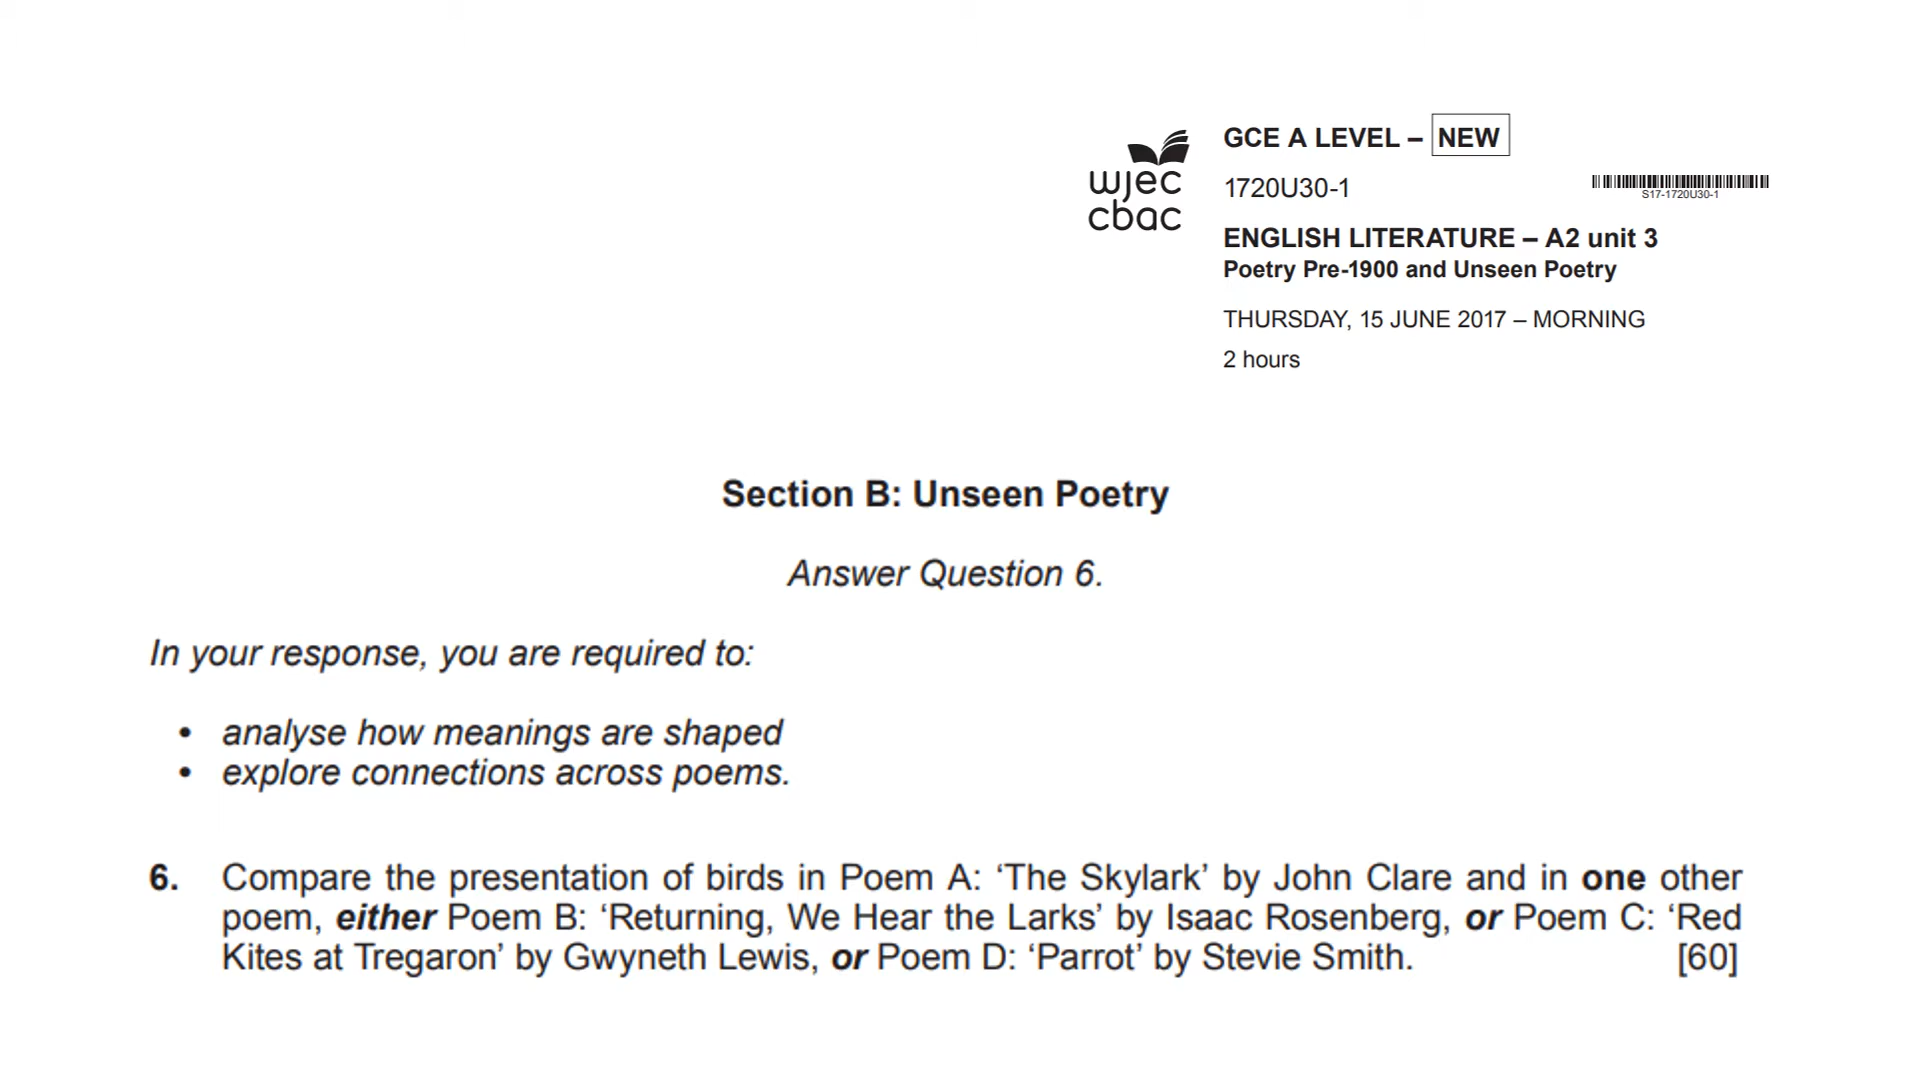 wjec
cbac
GCE A LEVEL – NEW
1720U30-1
S17-1720U30-1
ENGLISH LITERATURE – A2 unit 3
Poetry Pre-1900 and Unseen Poetry
THURSDAY, 15 JUNE 2017 – MORNING
2 hours
Section B: Unseen Poetry
Answer Question 6.
In your response, you are required to:
• analyse how meanings are shaped
• explore connections across poems.
6. Compare the presentation of birds in Poem A: ‘The Skylark’ by John Clare and in one other
poem, either Poem B: ‘Returning, We Hear the Larks’ by Isaac Rosenberg, or Poem C: ‘Red
Kites at Tregaron’ by Gwyneth Lewis, or Poem D: ‘Parrot’ by Stevie Smith. [60]